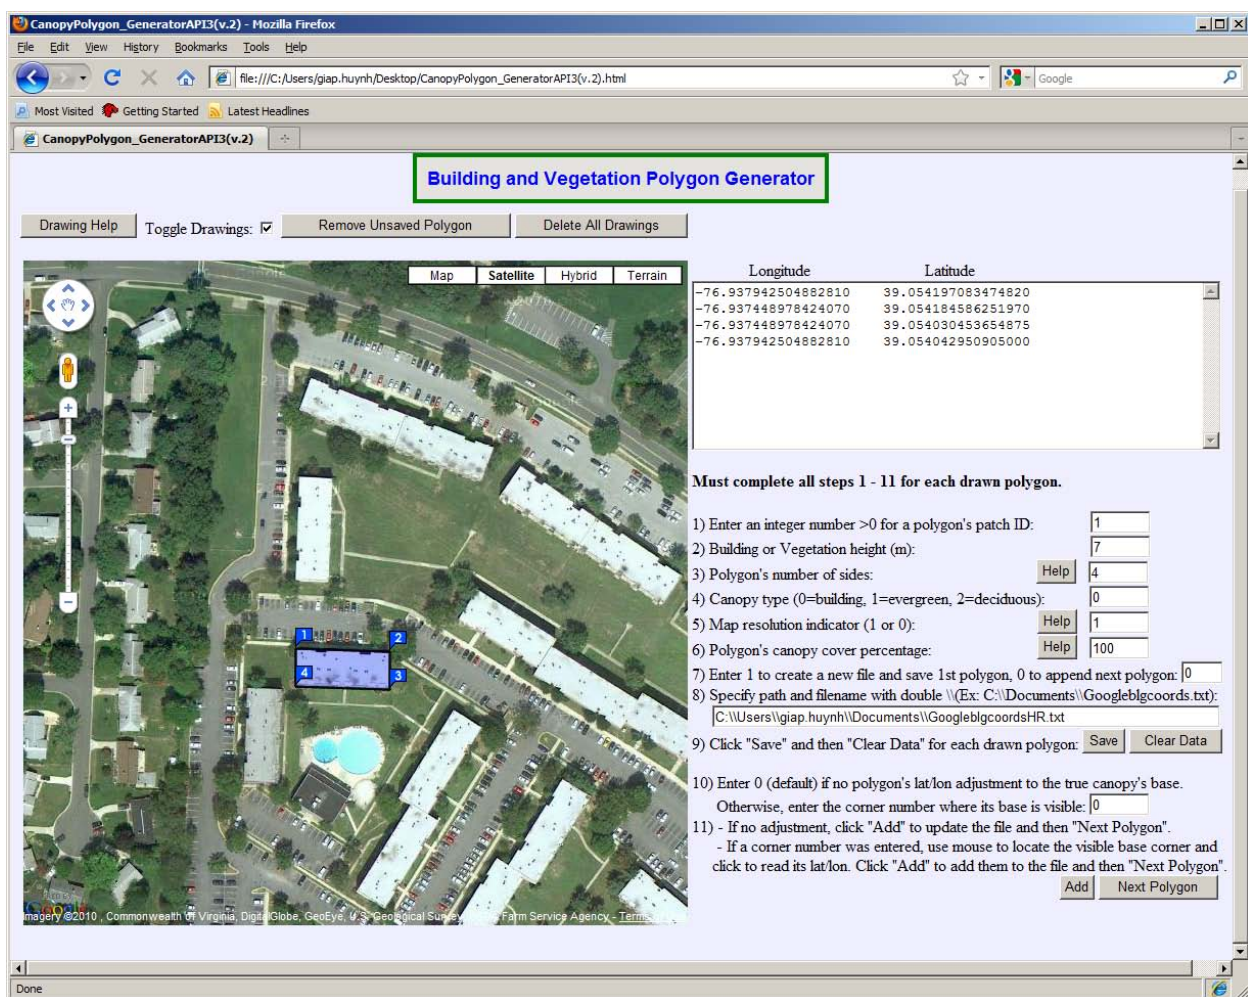 CanopyPolygon_GeneratorAPI3(v.2) - Mozilla Firefox
File Edit View History Bookmarks Tools Help
file:///C:/Users/giap.huynh/Desktop/CanopyPolygon_GeneratorAPI3(v.2).html
Google
Most Visited Getting Started Latest Headlines
CanopyPolygon_GeneratorAPI3(v.2)
Building and Vegetation Polygon Generator
Drawing Help Toggle Drawings: Remove Unsaved Polygon Delete All Drawings
Map Satellite Hybrid Terrain
1
2
4
3
Imagery ©2010 , Commonwealth of Virginia, DigitalGlobe, GeoEye, U.S. Geological Survey, Farm Service Agency - Terms
Longitude Latitude
-76.937942504882810 39.054197083474820
-76.937448978424070 39.054184586251970
-76.937448978424070 39.054030453654875
-76.937942504882810 39.054042950905000
Must complete all steps 1 - 11 for each drawn polygon.
1) Enter an integer number >0 for a polygon's patch ID: 1
2) Building or Vegetation height (m): 7
3) Polygon's number of sides: Help 4
4) Canopy type (0=building, 1=evergreen, 2=deciduous): 0
5) Map resolution indicator (1 or 0): Help 1
6) Polygon's canopy cover percentage: Help 100
7) Enter 1 to create a new file and save 1st polygon, 0 to append next polygon: 0
8) Specify path and filename with double \\(Ex: C:\\Documents\\Googleblgcoords.txt):
C:\\Users\\giap.huynh\\Documents\\GoogleblgcoordsHR.txt
9) Click "Save" and then "Clear Data" for each drawn polygon: Save Clear Data
10) Enter 0 (default) if no polygon's lat/lon adjustment to the true canopy's base.
Otherwise, enter the corner number where its base is visible: 0
11) - If no adjustment, click "Add" to update the file and then "Next Polygon".
- If a corner number was entered, use mouse to locate the visible base corner and
click to read its lat/lon. Click "Add" to add them to the file and then "Next Polygon".
Add Next Polygon
Done